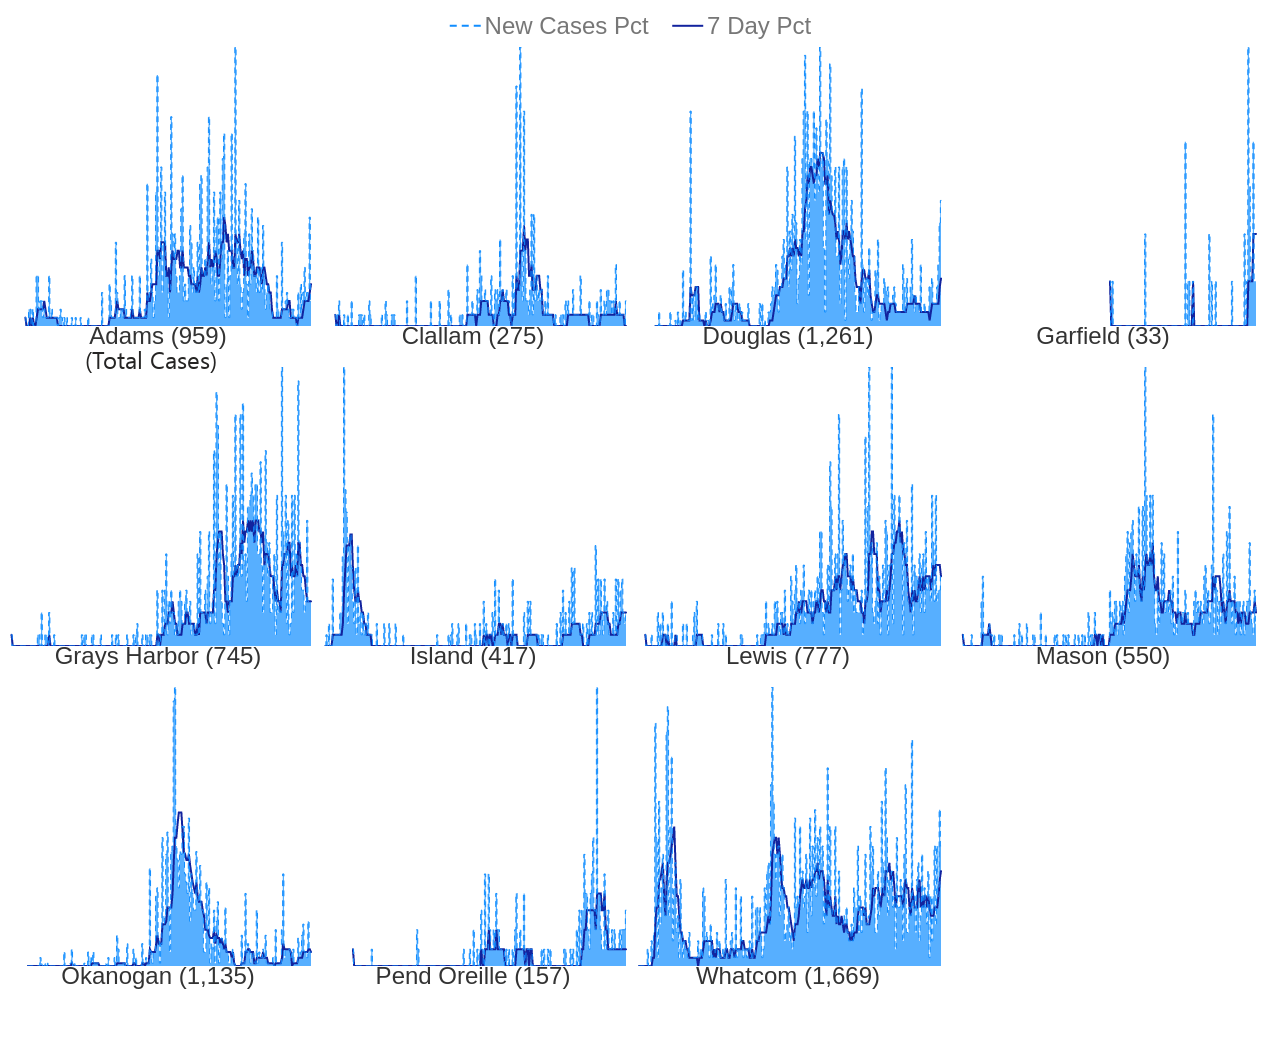 New Cases Pct 7 Day Pct
Adams (959)
(Total Cases)
Clallam (275)
Douglas (1,261)
Garfield (33)
Grays Harbor (745)
Island (417)
Lewis (777)
Mason (550)
Okanogan (1,135)
Pend Oreille (157)
Whatcom (1,669)